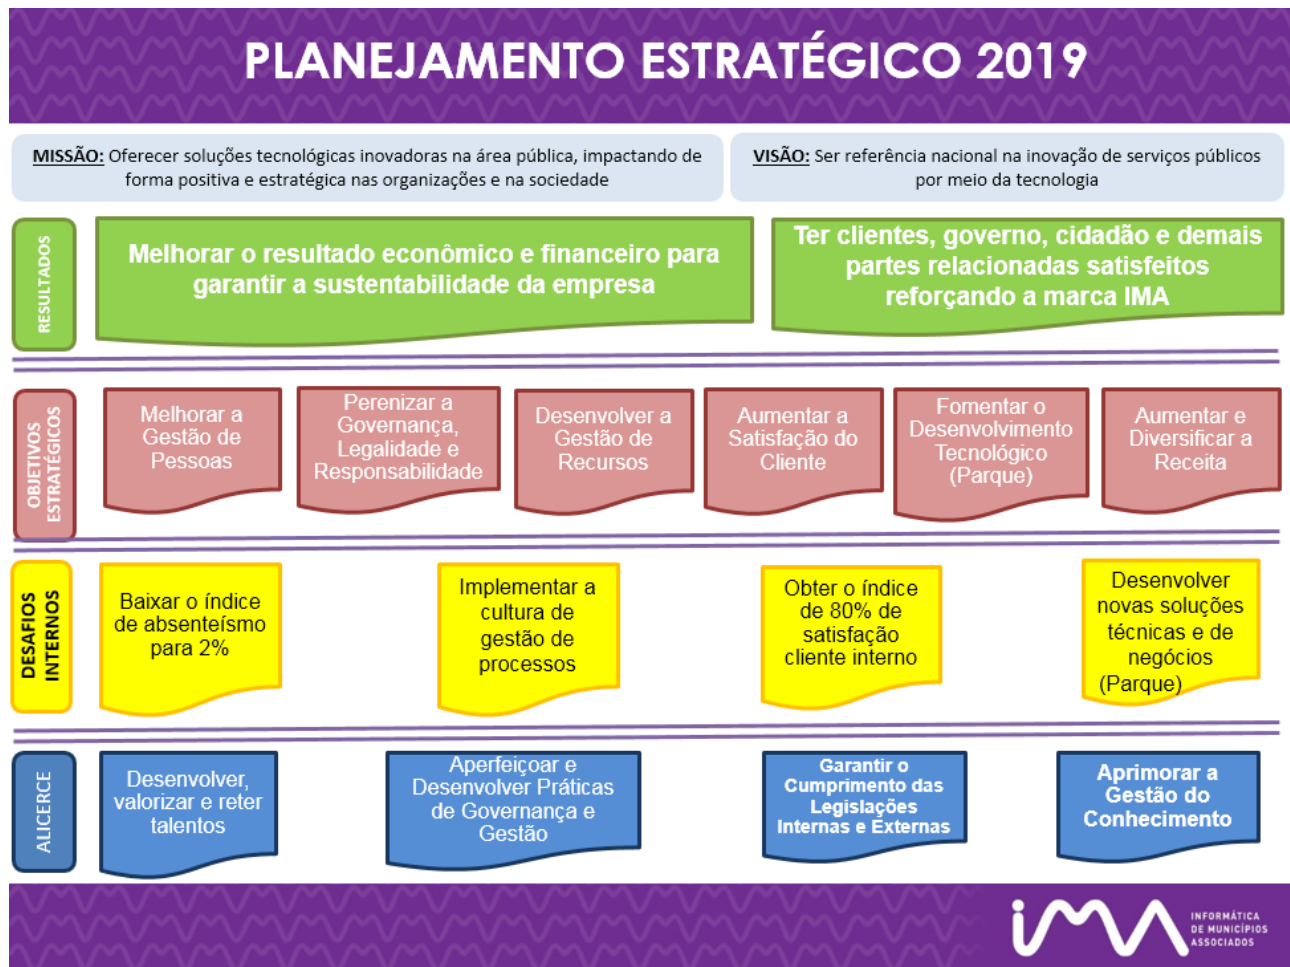 PLANEJAMENTO ESTRATÉGICO 2019
MISSÃO: Oferecer soluções tecnológicas inovadoras na área pública, impactando de
forma positiva e estratégica nas organizações e na sociedade
VISÃO: Ser referência nacional na inovação de serviços públicos
por meio da tecnologia
RESULTADOS
Melhorar o resultado econômico e financeiro para
garantir a sustentabilidade da empresa
Ter clientes, governo, cidadão e demais
partes relacionadas satisfeitos
reforçando a marca IMA
OBJETIVOS
ESTRATÉGICOS
Melhorar a
Gestão de
Pessoas
Perenizar a
Governança,
Legalidade e
Responsabilidade
Desenvolver a
Gestão de
Recursos
Aumentar a
Satisfação do
Cliente
Fomentar o
Desenvolvimento
Tecnológico
(Parque)
Aumentar e
Diversificar a
Receita
DESAFIOS
INTERNOS
Baixar o índice
de absenteísmo
para 2%
Implementar a
cultura de
gestão de
processos
Obter o índice
de 80% de
satisfação
cliente interno
Desenvolver
novas soluções
técnicas e de
negócios
(Parque)
ALICERCE
Desenvolver,
valorizar e reter
talentos
Aperfeiçoar e
Desenvolver Práticas
de Governança e
Gestão
Garantir o
Cumprimento das
Legislações
Internas e Externas
Aprimorar a
Gestão do
Conhecimento
iMA
INFORMÁTICA
DE MUNICÍPIOS
ASSOCIADOS